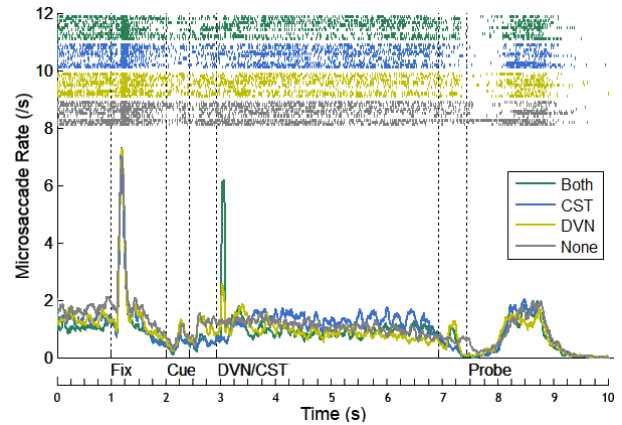 12
10
8
6
4
2
0
Microsaccade Rate (/s)
Both
CST
DVN
None
Fix
Cue
DVN/CST
Probe
0 1 2 3 4 5 6 7 8 9 10
Time (s)